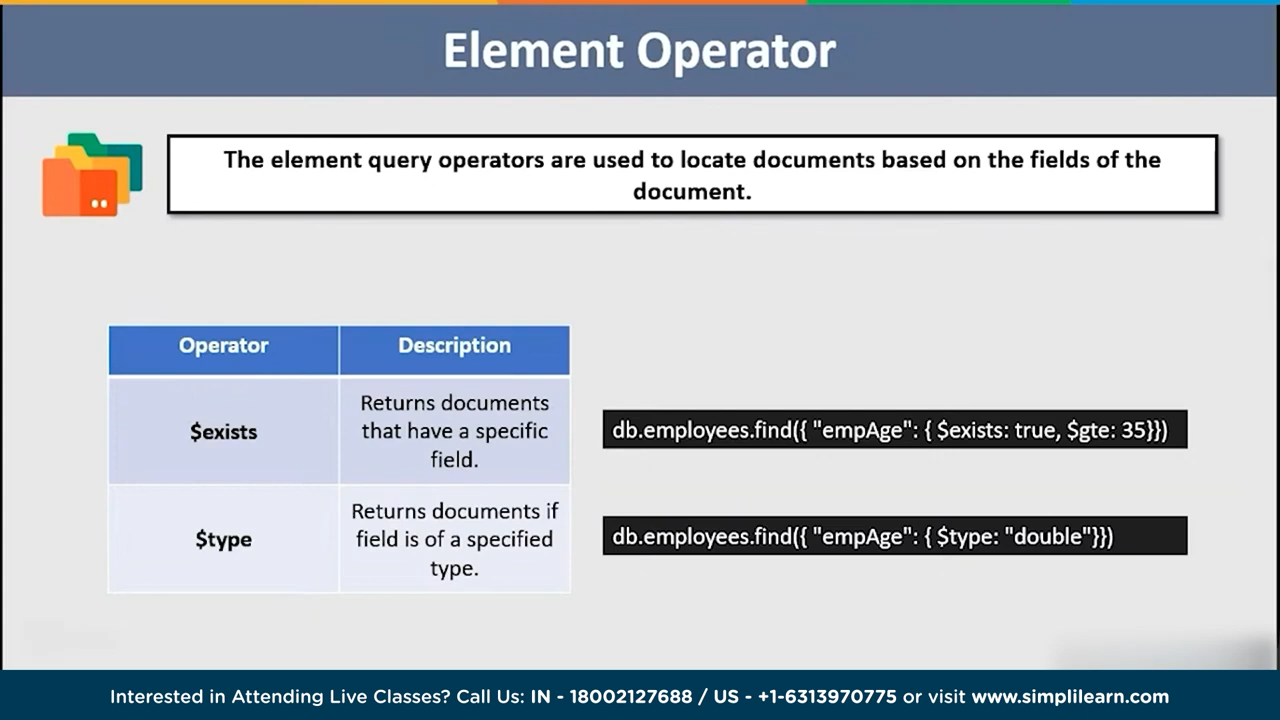 Element Operator
The element query operators are used to locate documents based on the fields of the
document.
Operator
Description
$exists
Returns documents
that have a specific
field.
db.employees.find({ "empAge": { $exists: true, $gte: 35}})
$type
Returns documents if
field is of a specified
type.
db.employees.find({ "empAge": { $type: "double"}})
Interested in Attending Live Classes? Call Us: IN - 18002127688 / US - +1-6313970775 or visit www.simplilearn.com